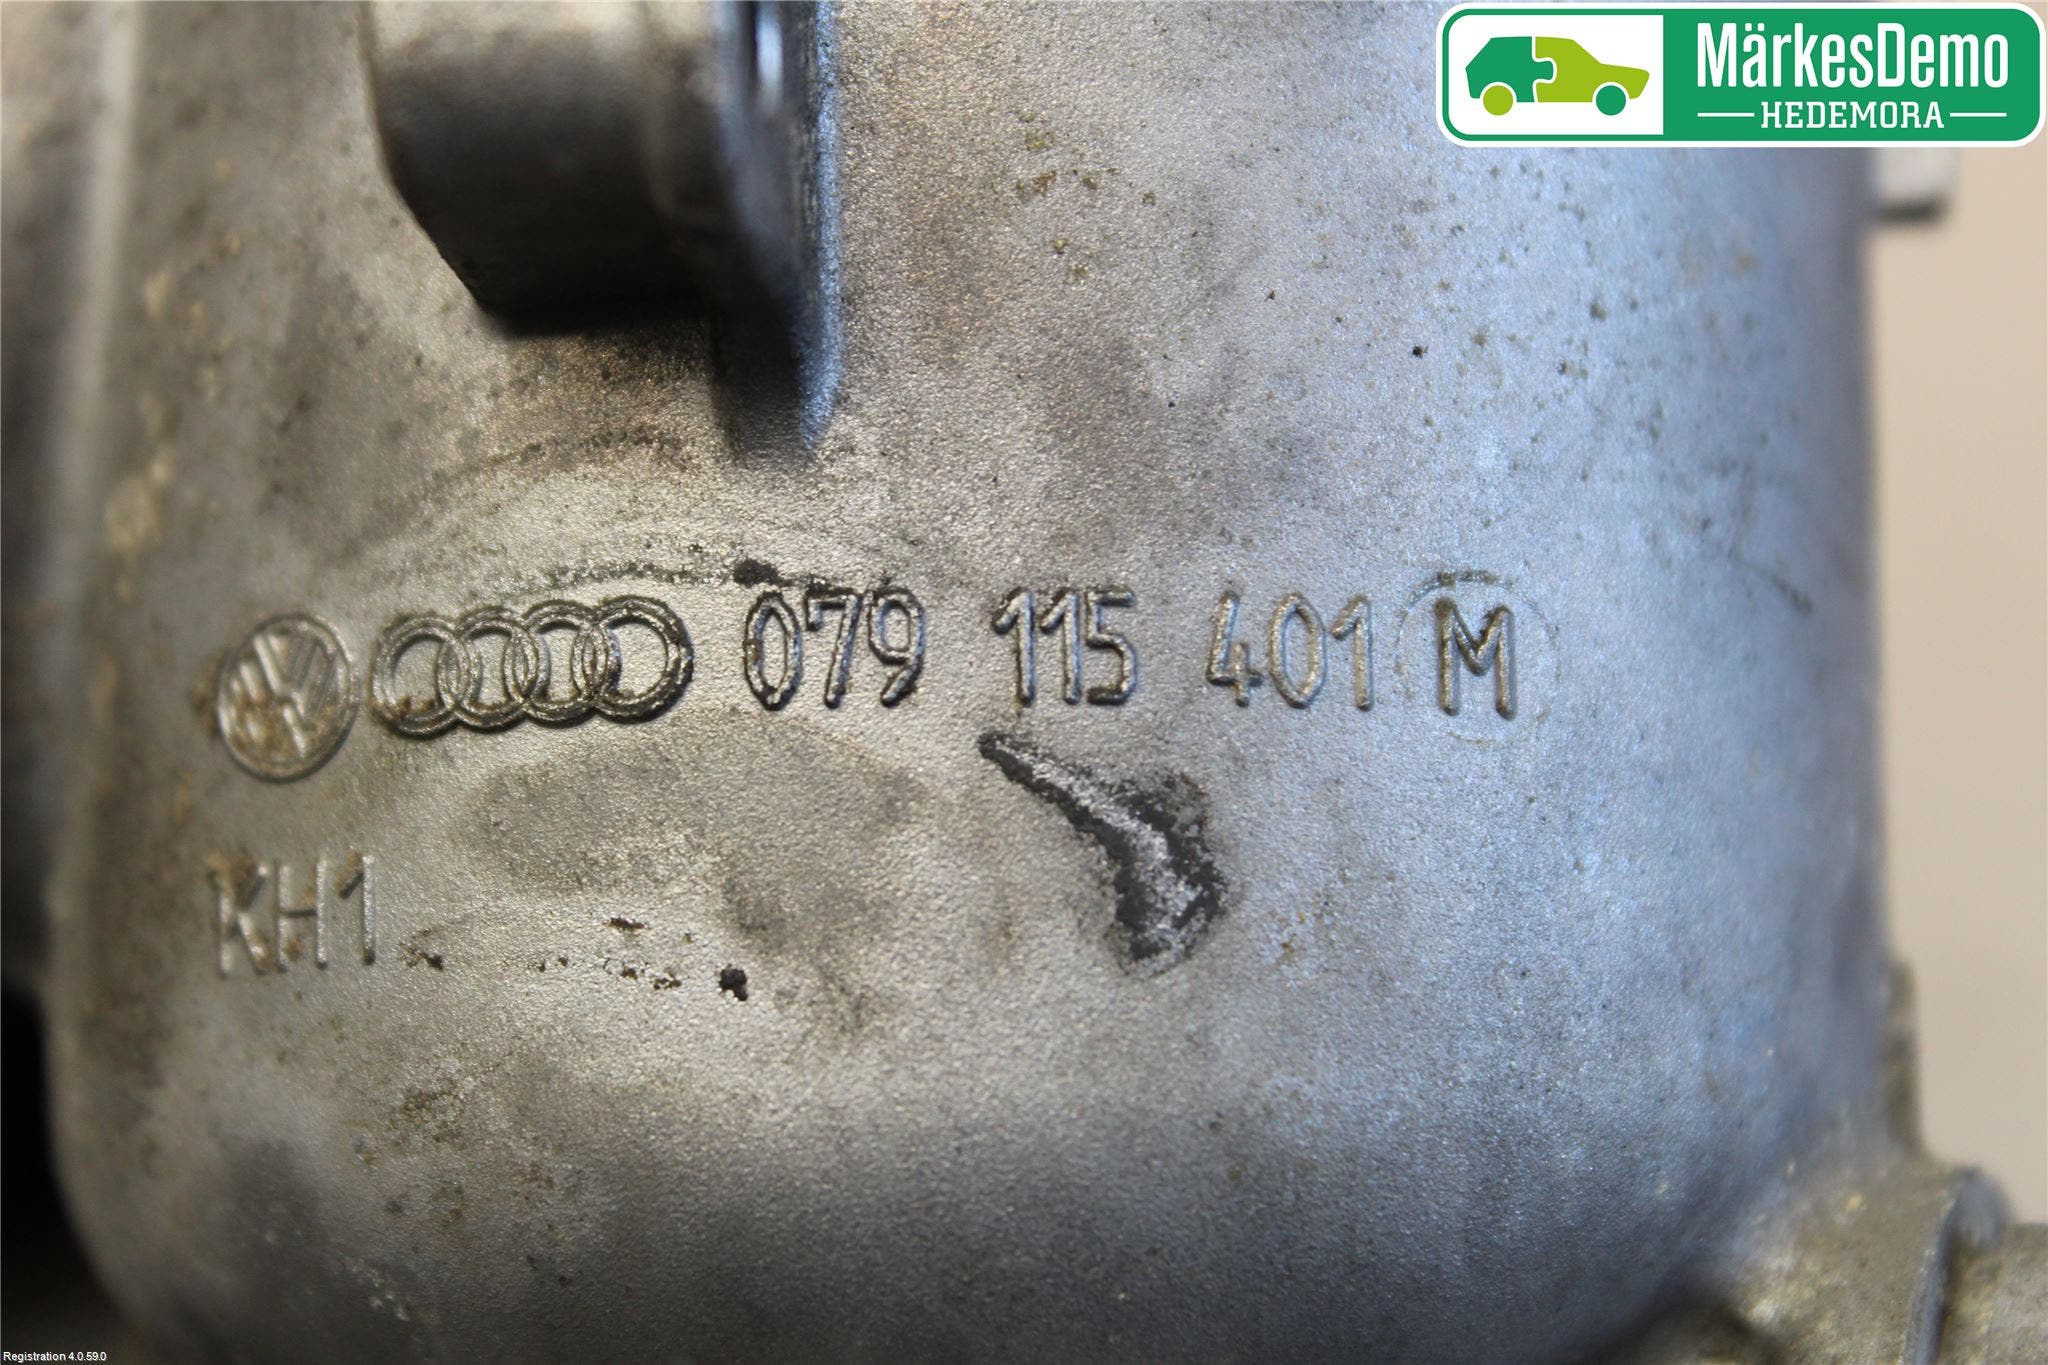 MärkesDemo
HEDEMORA
079 115 401 M
KH1
Registration 4.0.59.0